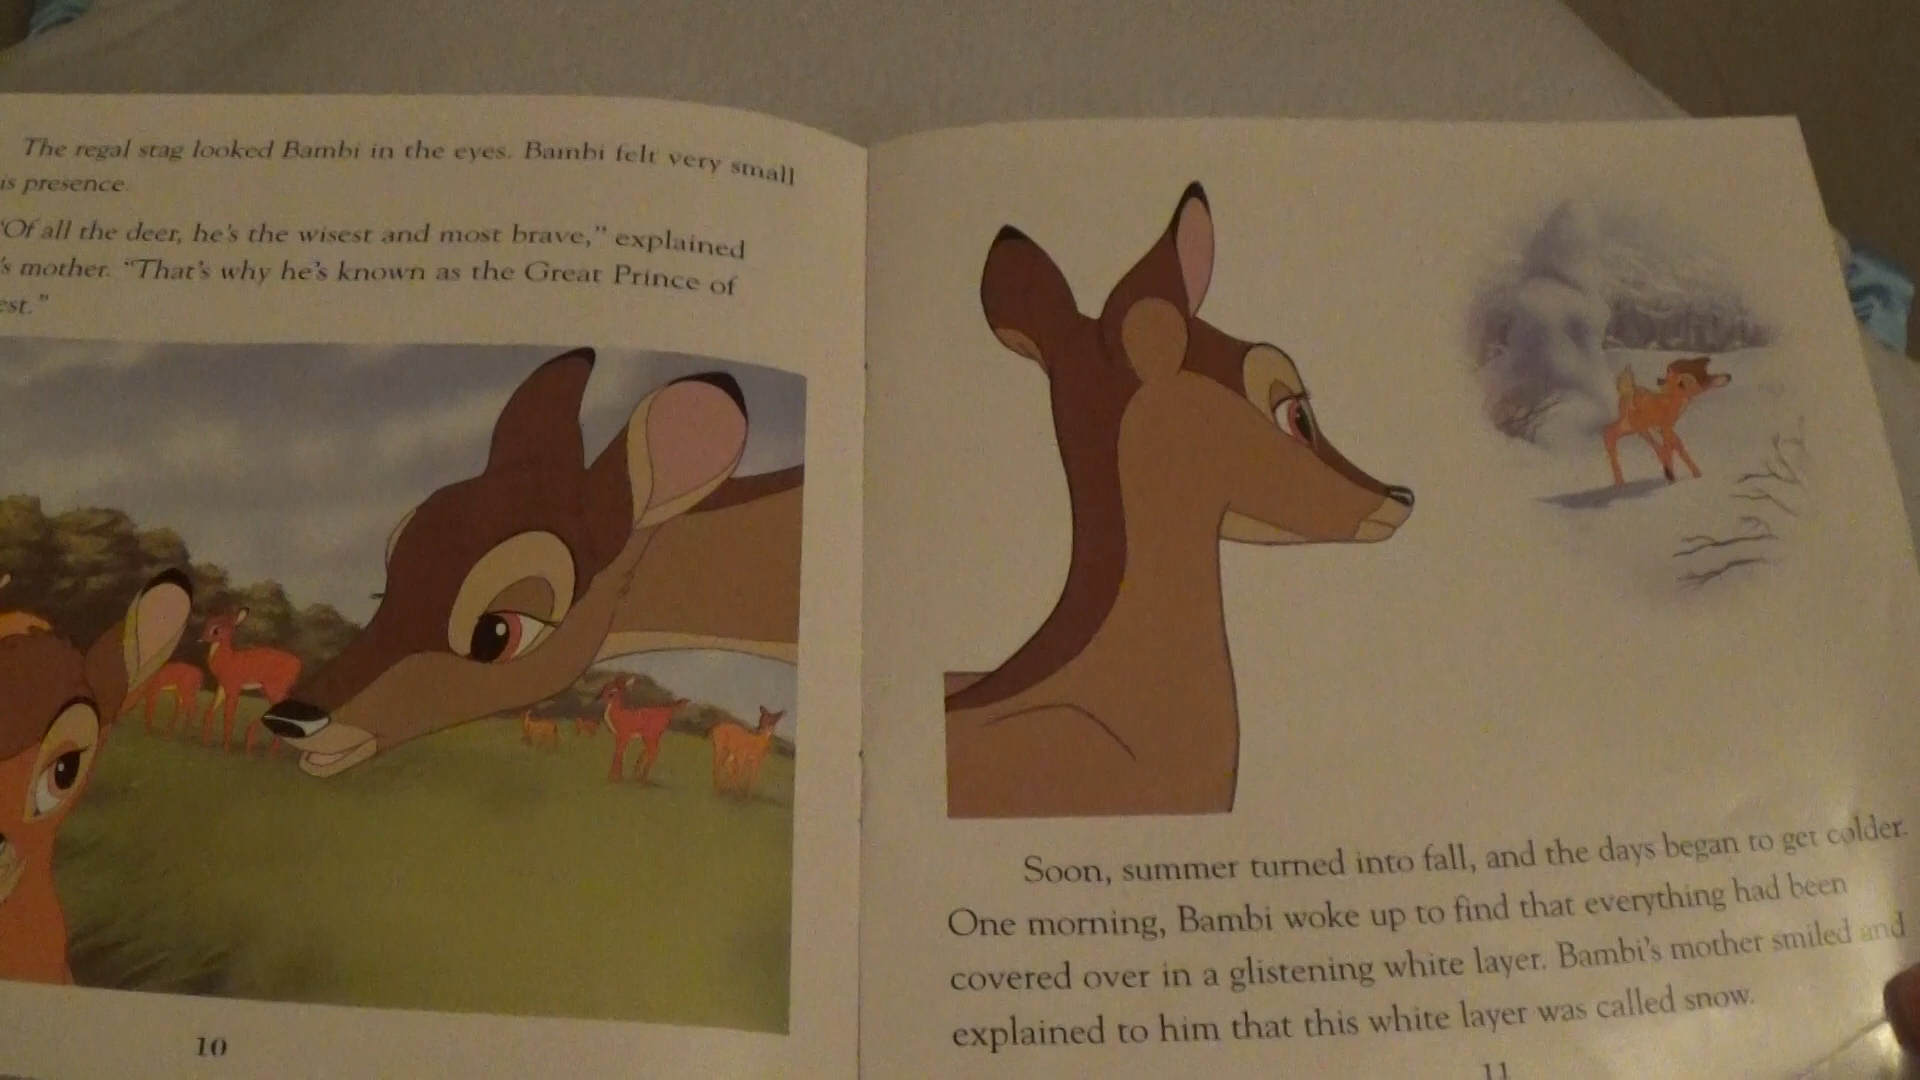 The regal stag looked Bambi in the eyes. Bambi felt very small
is presence.
"Of all the deer, he's the wisest and most brave," explained
's mother. "That's why he's known as the Great Prince of
est."
10
Soon, summer turned into fall, and the days began to get colder.
One morning, Bambi woke up to find that everything had been
covered over in a glistening white layer. Bambi's mother smiled and
explained to him that this white layer was called snow.
11